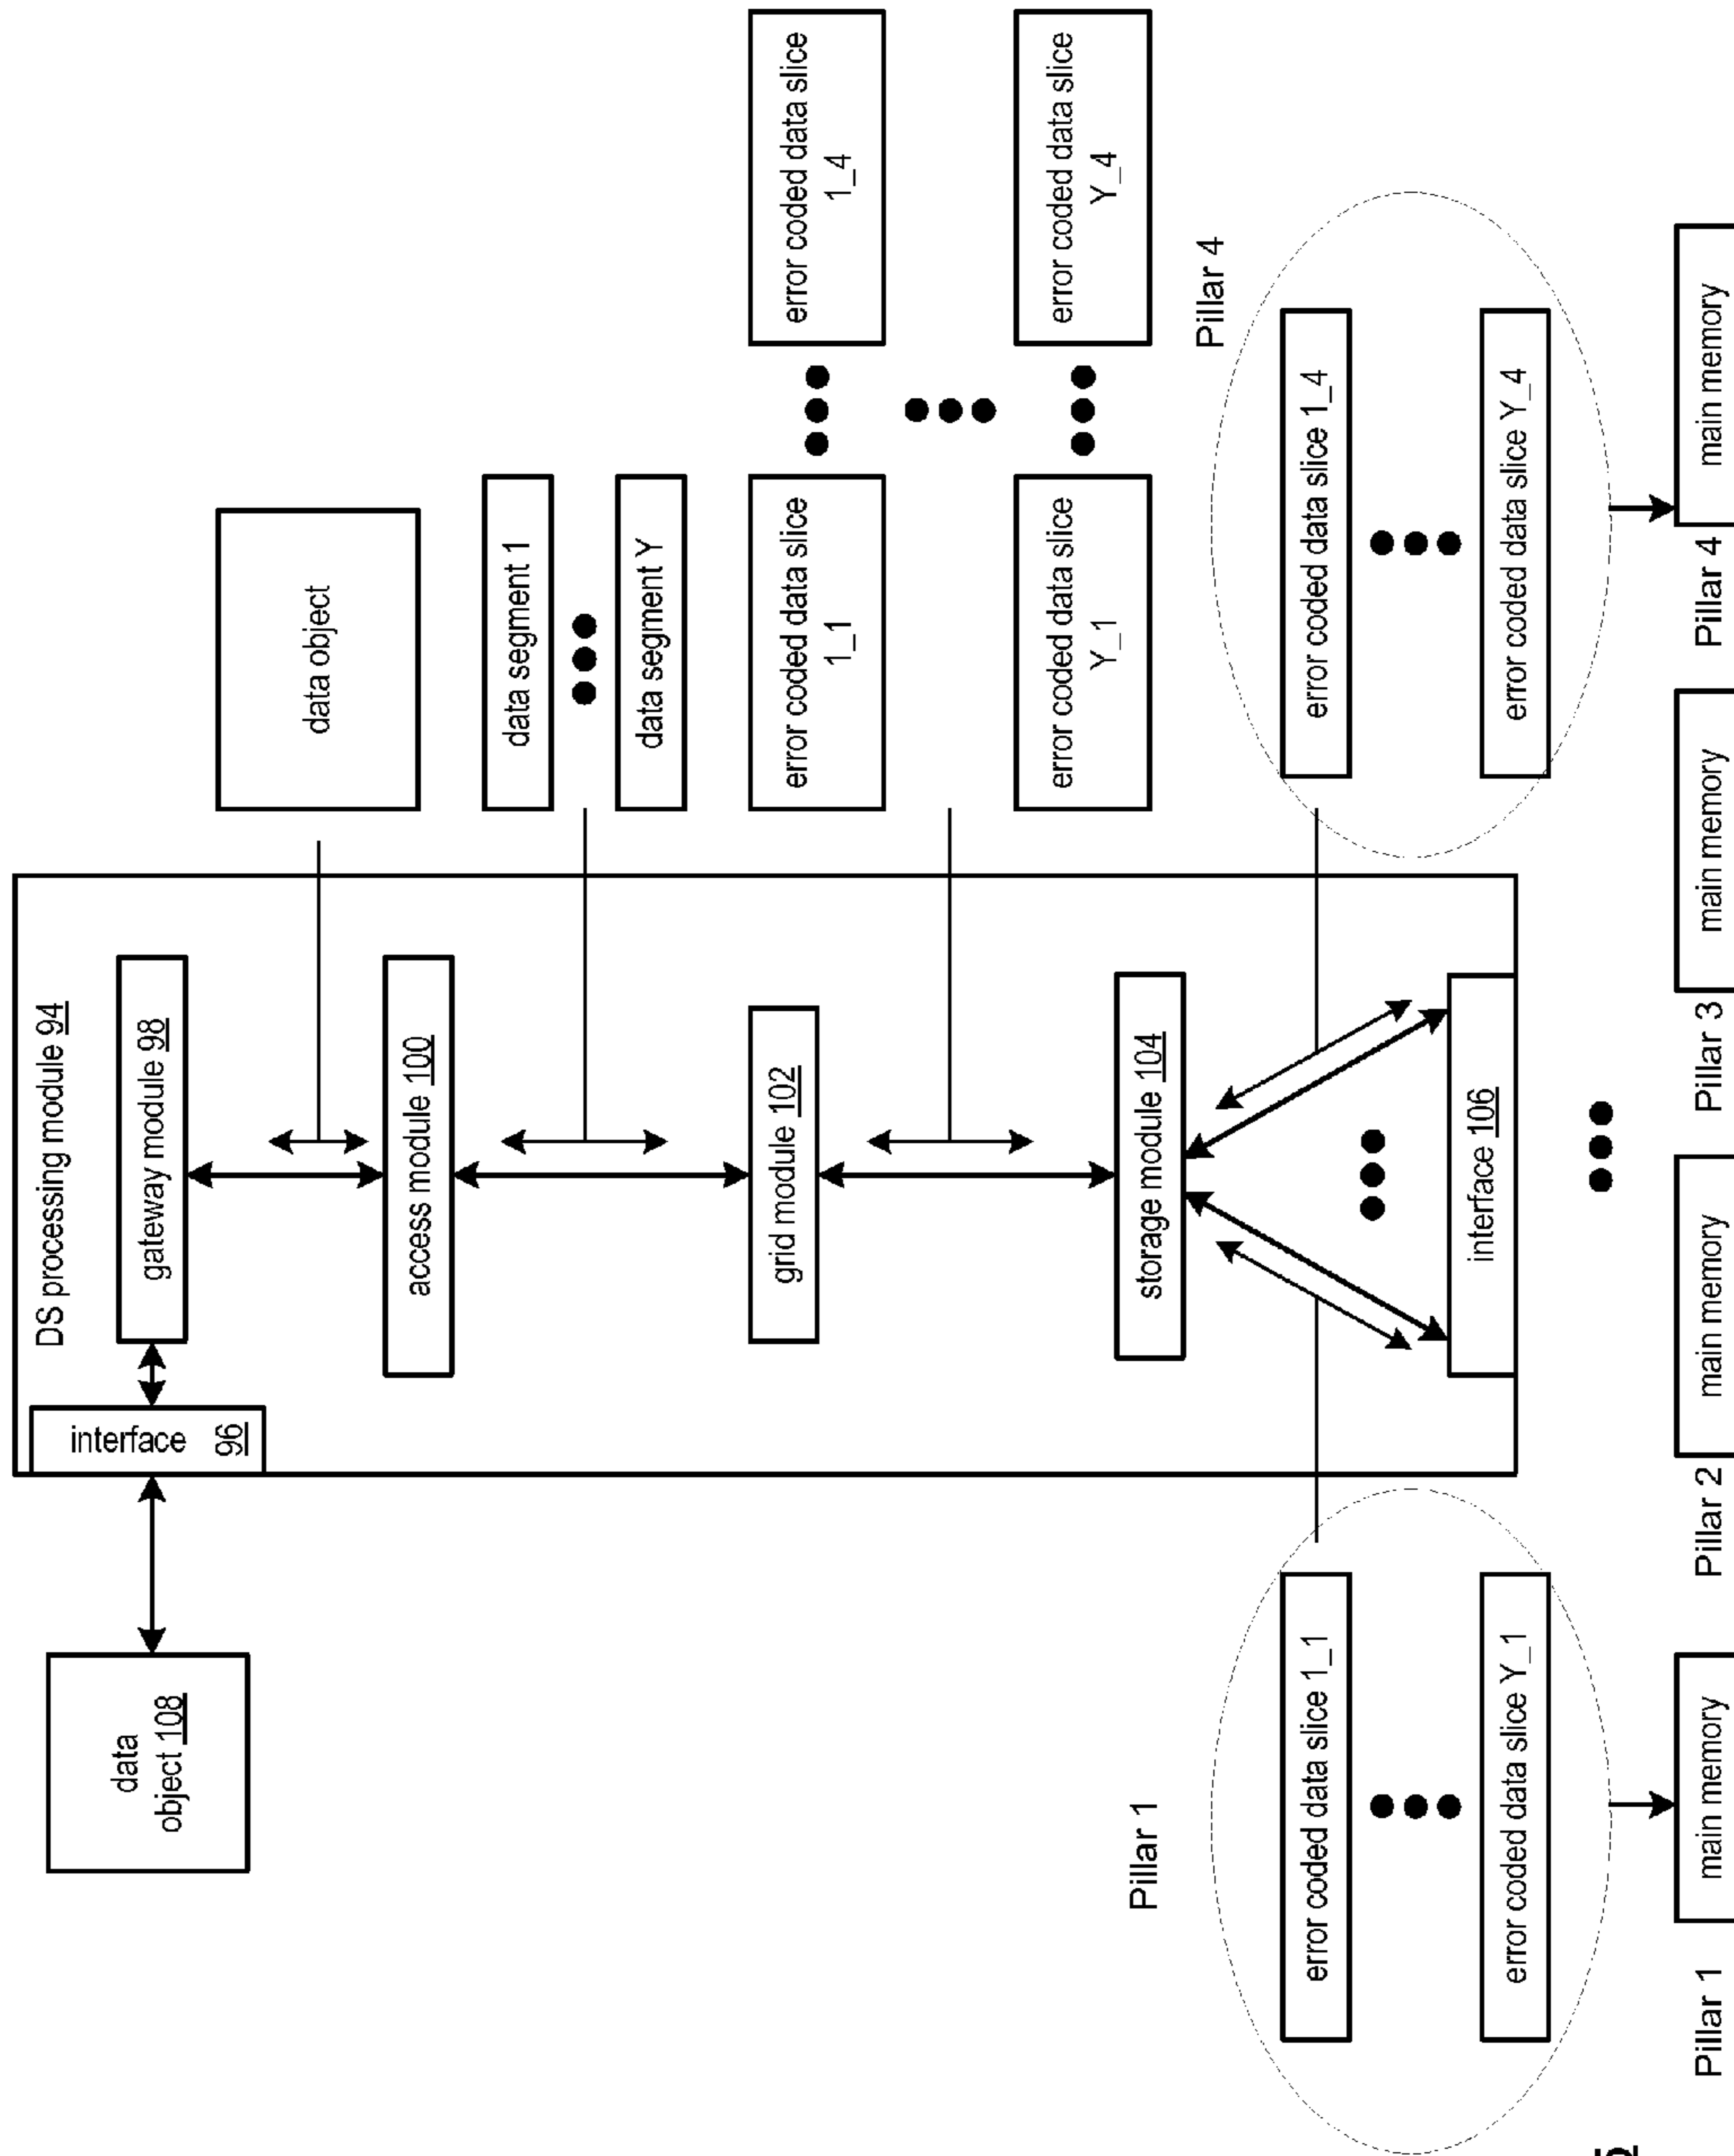 DS processing module 94
data
object 108
interface
96
gateway module 98
data object
access module 100
data segment 1
data segment Y
grid module 102
error coded data slice
1_1
error coded data slice
1_4
error coded data slice
Y_1
error coded data slice
Y_4
storage module 104
interface 106
Pillar 1
error coded data slice 1_1
error coded data slice Y_1
Pillar 4
error coded data slice 1_4
error coded data slice Y_4
Pillar 1
main memory
Pillar 2
main memory
Pillar 3
main memory
Pillar 4
main memory